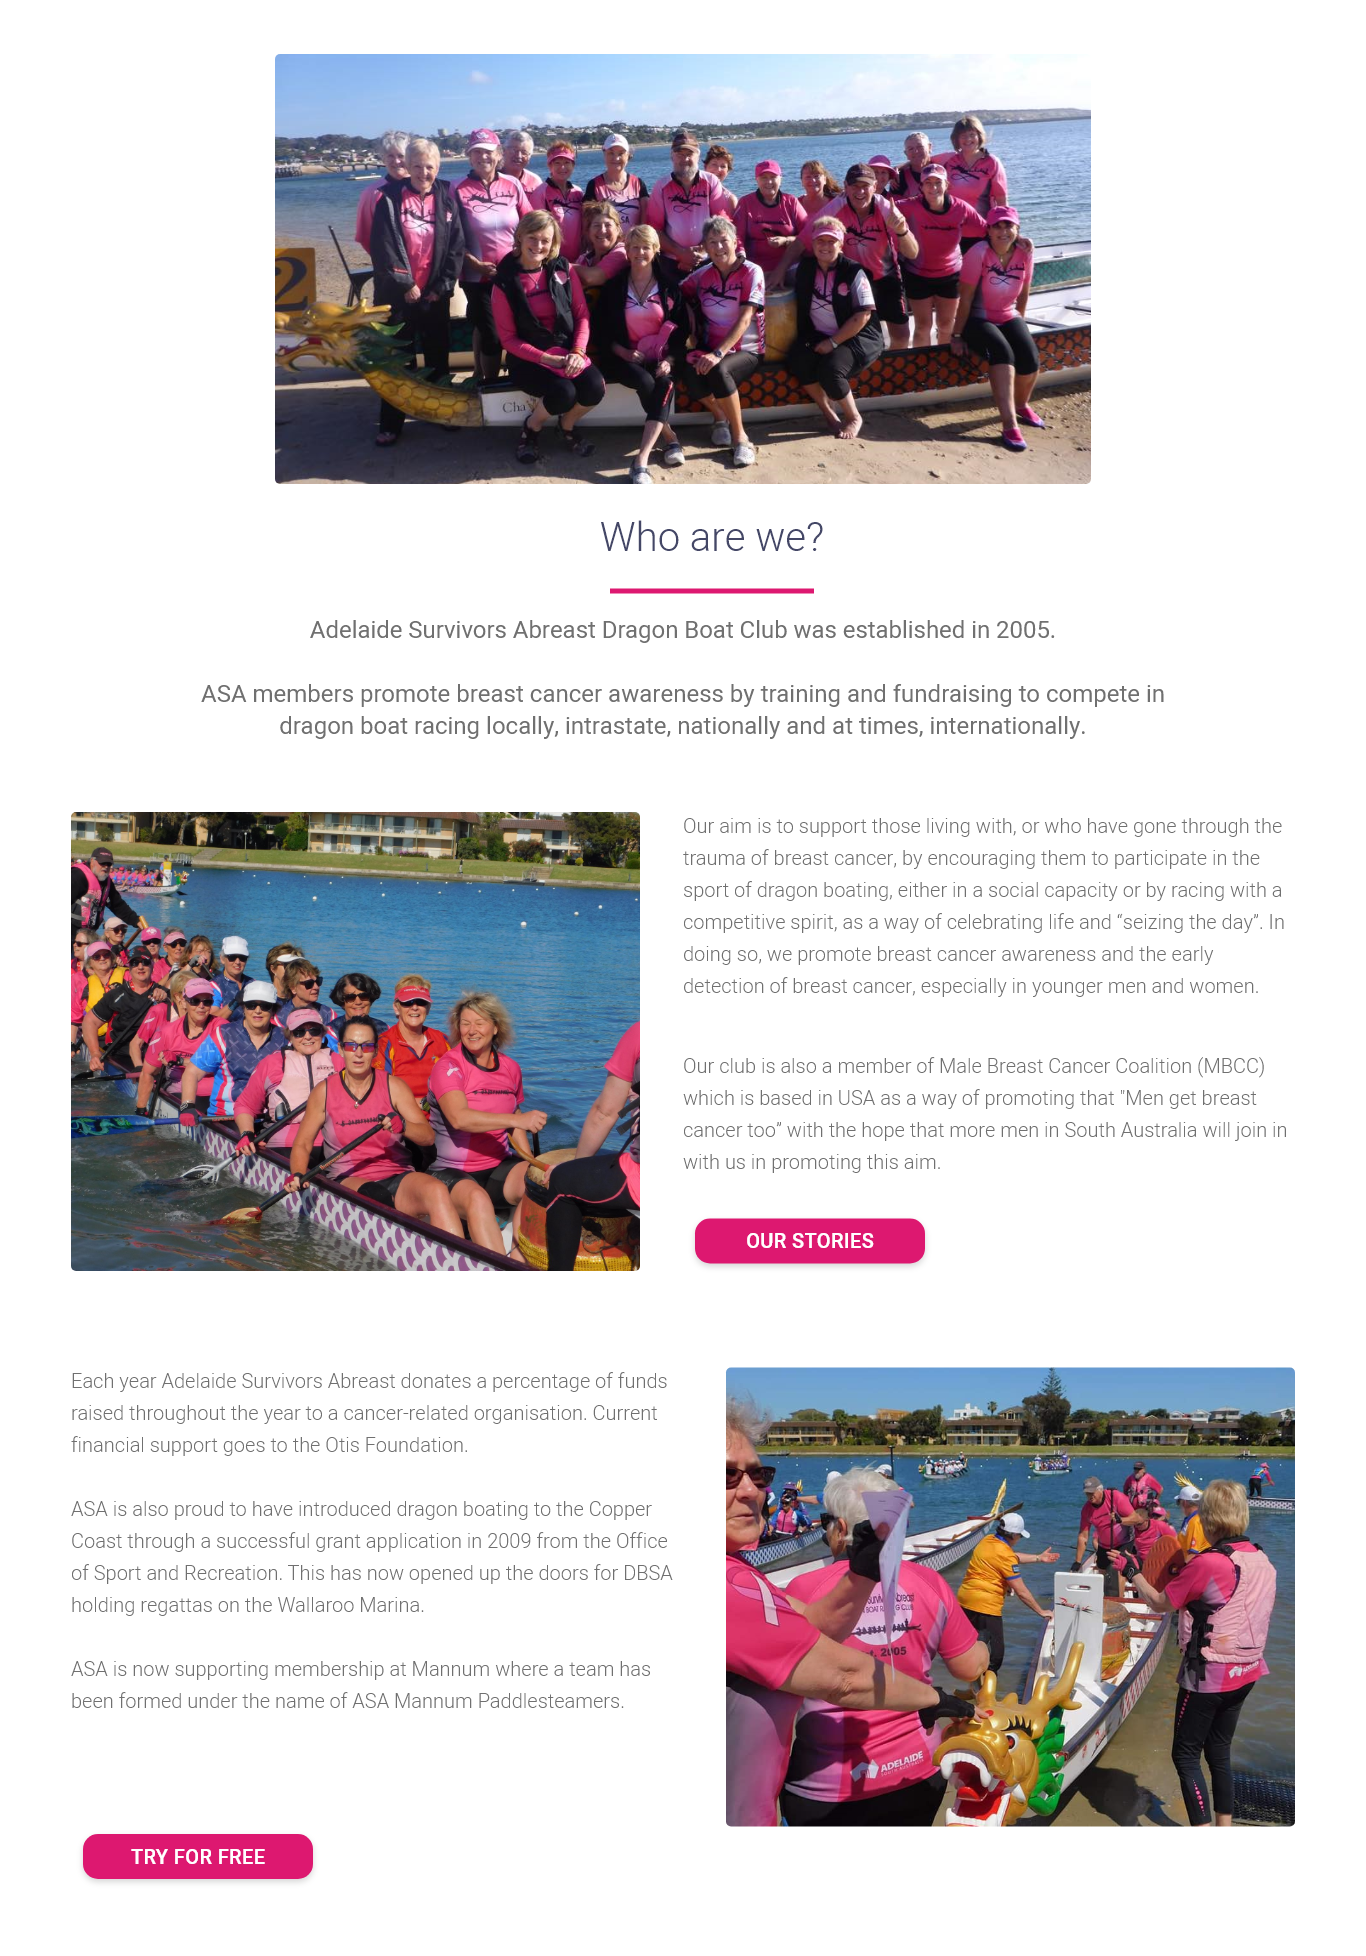 2
Cha
Who are we?
Adelaide Survivors Abreast Dragon Boat Club was established in 2005.
ASA members promote breast cancer awareness by training and fundraising to compete in
dragon boat racing locally, intrastate, nationally and at times, internationally.
Our aim is to support those living with, or who have gone through the
trauma of breast cancer, by encouraging them to participate in the
sport of dragon boating, either in a social capacity or by racing with a
competitive spirit, as a way of celebrating life and “seizing the day”. In
doing so, we promote breast cancer awareness and the early
detection of breast cancer, especially in younger men and women.
Our club is also a member of Male Breast Cancer Coalition (MBCC)
which is based in USA as a way of promoting that "Men get breast
cancer too” with the hope that more men in South Australia will join in
with us in promoting this aim.
OUR STORIES
Each year Adelaide Survivors Abreast donates a percentage of funds
raised throughout the year to a cancer-related organisation. Current
financial support goes to the Otis Foundation.
ASA is also proud to have introduced dragon boating to the Copper
Coast through a successful grant application in 2009 from the Office
of Sport and Recreation. This has now opened up the doors for DBSA
holding regattas on the Wallaroo Marina.
ASA is now supporting membership at Mannum where a team has
been formed under the name of ASA Mannum Paddlesteamers.
2005
ADELAIDE
TRY FOR FREE